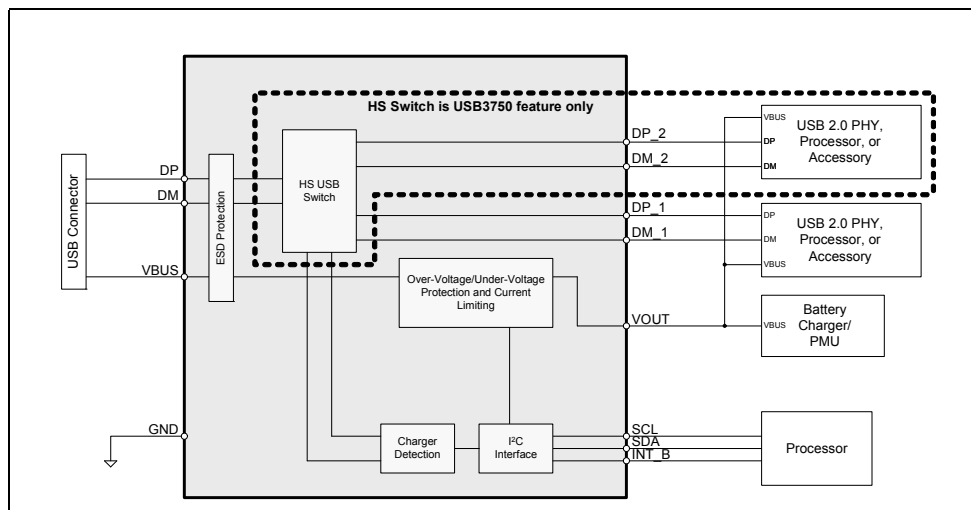 HS Switch is USB3750 feature only
USB Connector
DP
DM
VBUS
GND
ESD Protection
HS USB
Switch
DP_2
DM_2
DP_1
DM_1
VBUS
DP
DM
USB 2.0 PHY,
Processor, or
Accessory
DP
DM
VBUS
USB 2.0 PHY,
Processor, or
Accessory
Over-Voltage/Under-Voltage
Protection and Current
Limiting
VOUT
VBUS
Battery
Charger/
PMU
Charger
Detection
I²C
Interface
SCL
SDA
INT_B
Processor